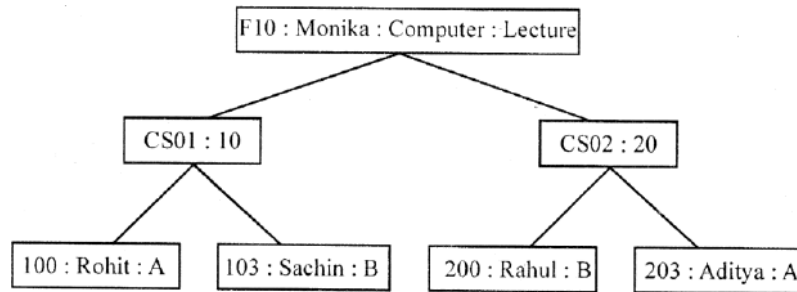 F10 : Monika : Computer : Lecture
CS01 : 10
CS02 : 20
100 : Rohit : A
103 : Sachin : B
200 : Rahul : B
203 : Aditya : A